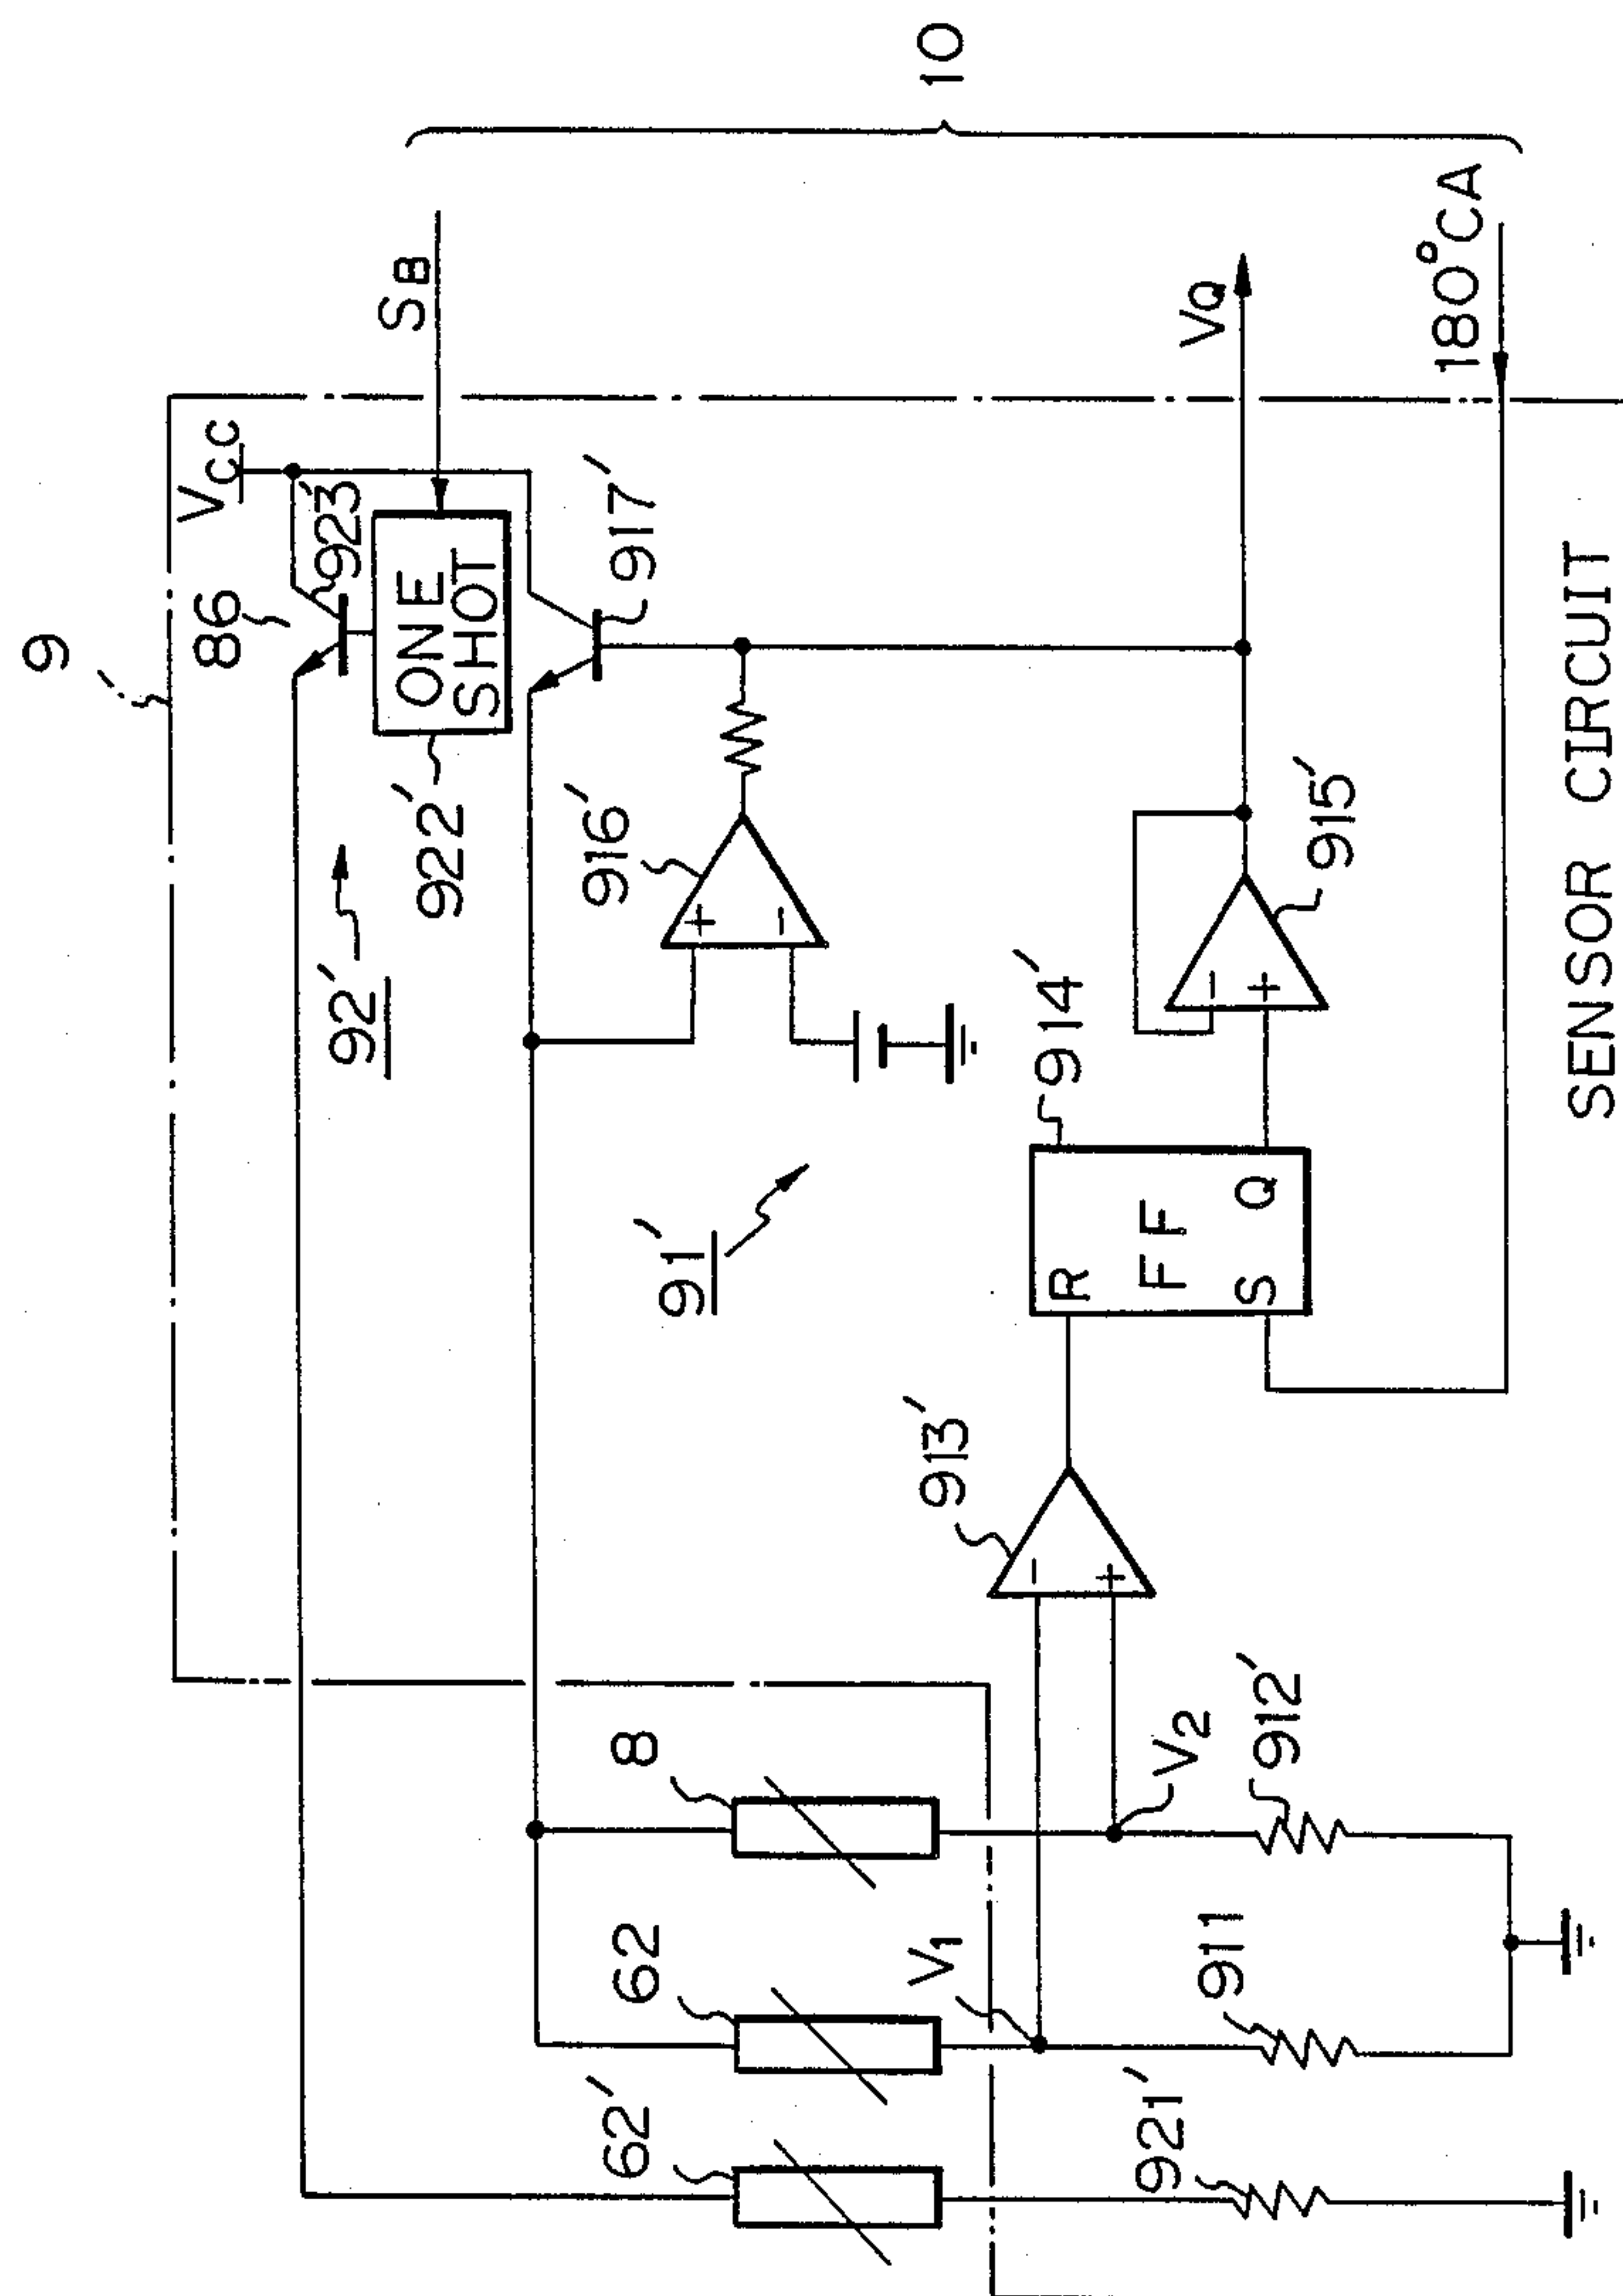 9'
86
VCC
923'
ONE
SHOT
SB
10
92'
922'
917'
916'
VQ
91'
914'
915'
180°CA
R
FF
S Q
913'
8
62
62'
V1
V2
912'
911
921'
+
-
-
+
-
+
SENSOR CIRCUIT